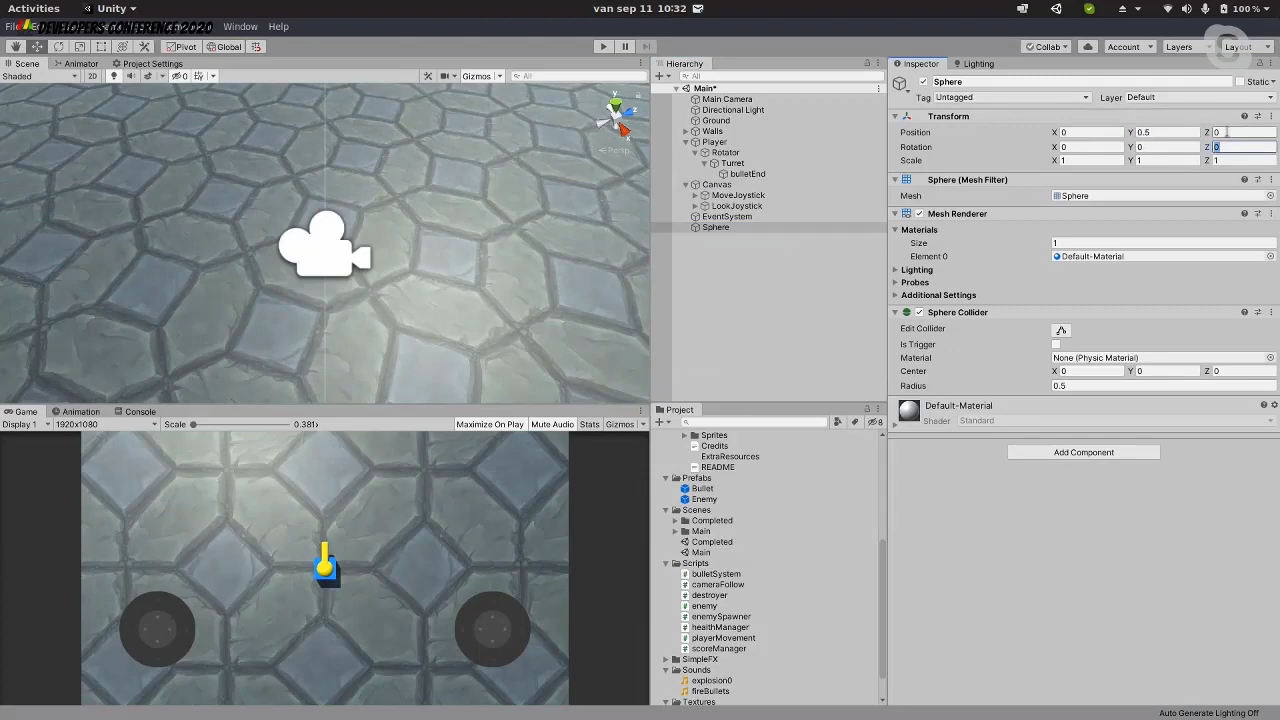 Activities
Unity
van sep 11 10:32
100%
DEVELOPERS CONFERENCE 2020
Window Help
Pivot Global
Collab Account Layers Layout
Scene Animator Project Settings
Shaded 2D 0 Gizmos All
y
z
Persp
Hierarchy
All
Main*
Main Camera
Directional Light
Ground
Walls
Player
Rotator
Turret
bulletEnd
Canvas
MoveJoystick
LookJoystick
EventSystem
Sphere
Game Animation Console
Display 1 1920x1080 Scale 0.381x Maximize On Play Mute Audio Stats Gizmos
Project
8
Sprites
Credits
ExtraResources
README
Prefabs
Bullet
Enemy
Scenes
Completed
Main
Completed
Main
Scripts
bulletSystem
cameraFollow
destroyer
enemy
enemySpawner
healthManager
playerMovement
scoreManager
SimpleFX
Sounds
explosion0
fireBullets
Textures
Inspector Lighting
Sphere Static
Tag Untagged Layer Default
Transform
Position X 0 Y 0.5 Z 0
Rotation X 0 Y 0 Z 0
Scale X 1 Y 1 Z 1
Sphere (Mesh Filter)
Mesh Sphere
Mesh Renderer
Materials
Size 1
Element 0 Default-Material
Lighting
Probes
Additional Settings
Sphere Collider
Edit Collider
Is Trigger
Material None (Physic Material)
Center X 0 Y 0 Z 0
Radius 0.5
Default-Material
Shader Standard
Add Component
Auto Generate Lighting Off